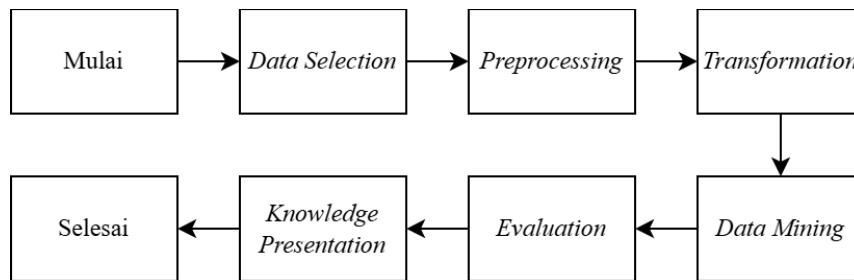 Mulai
Data Selection
Preprocessing
Transformation
Data Mining
Evaluation
Knowledge
Presentation
Selesai